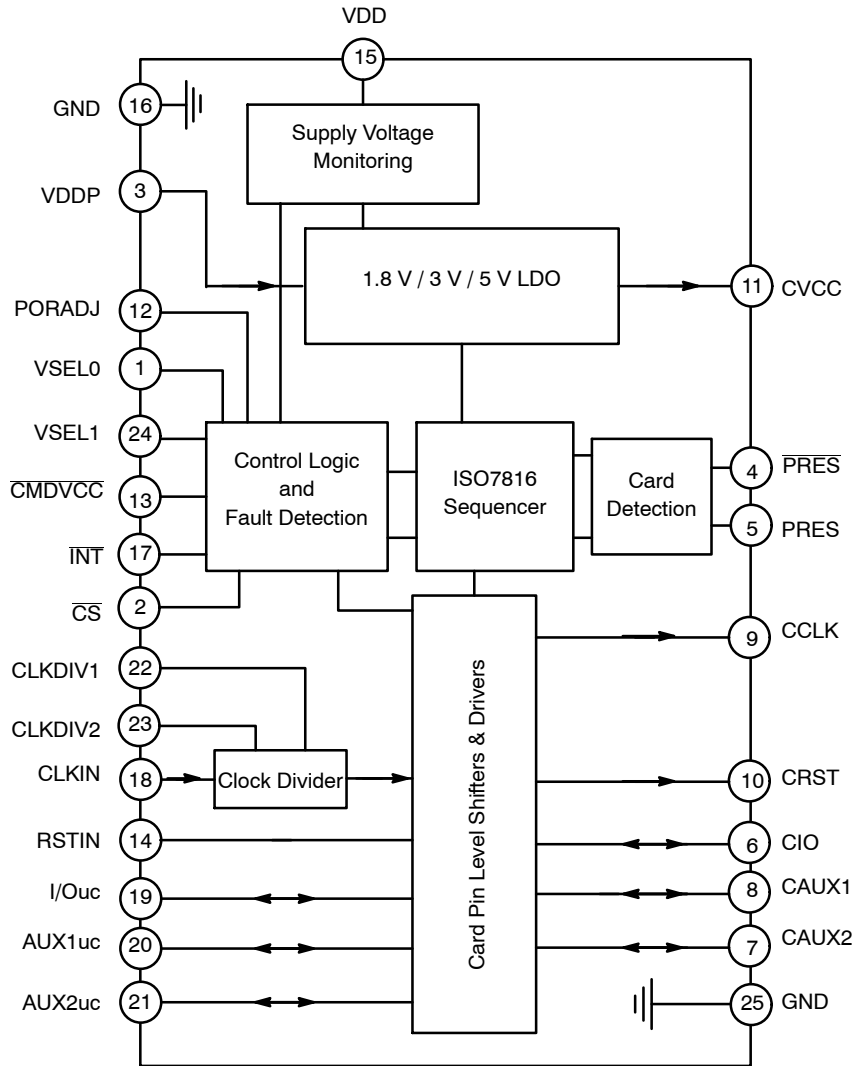 VDD
15
GND
16
Supply Voltage
Monitoring
VDDP
3
1.8 V / 3 V / 5 V LDO
11
CVCC
PORADJ
12
VSEL0
1
VSEL1
24
CMDVCC
13
INT
17
CS
2
Control Logic
and
Fault Detection
ISO7816
Sequencer
Card
Detection
4
PRES
5
PRES
CLKDIV1
22
CLKDIV2
23
CLKIN
18
Clock Divider
RSTIN
14
I/Ouc
19
AUX1uc
20
AUX2uc
21
Card Pin Level Shifters & Drivers
9
CCLK
10
CRST
6
CIO
8
CAUX1
7
CAUX2
25
GND